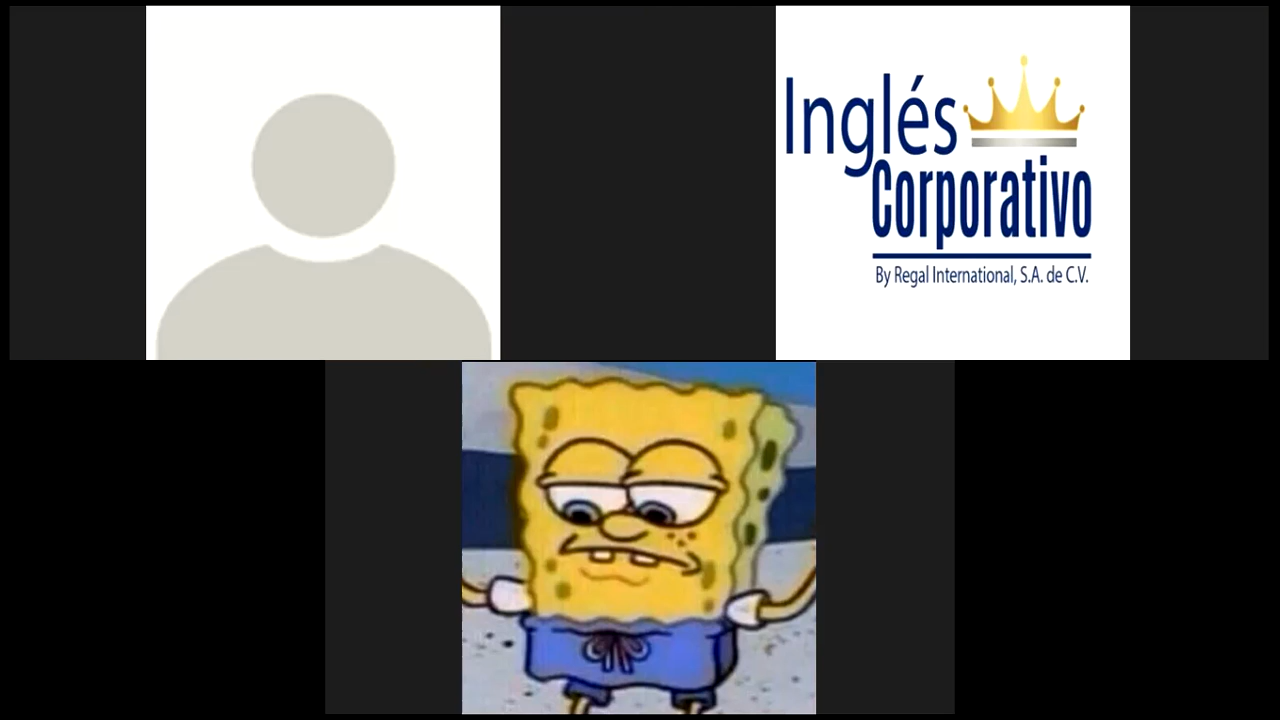 Inglés
Corporativo
By Regal International, S.A. de C.V.